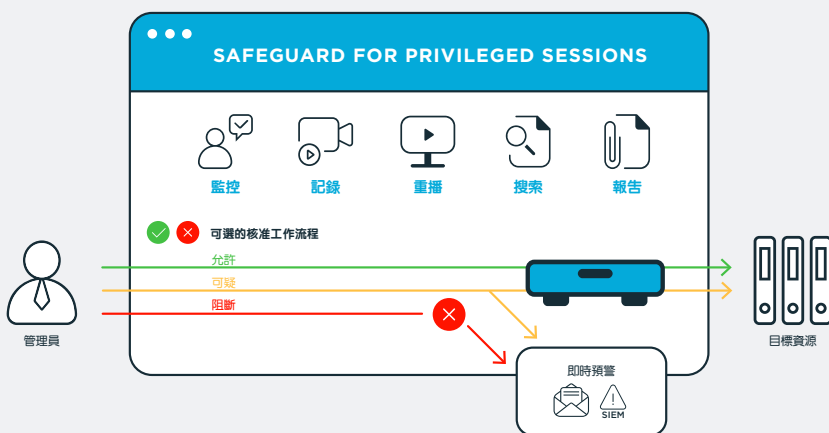 SAFEGUARD FOR PRIVILEGED SESSIONS
監控
記錄
重播
搜索
報告
可選的核准工作流程
允許
可疑
阻斷
管理員
目標資源
即時預警
SIEM